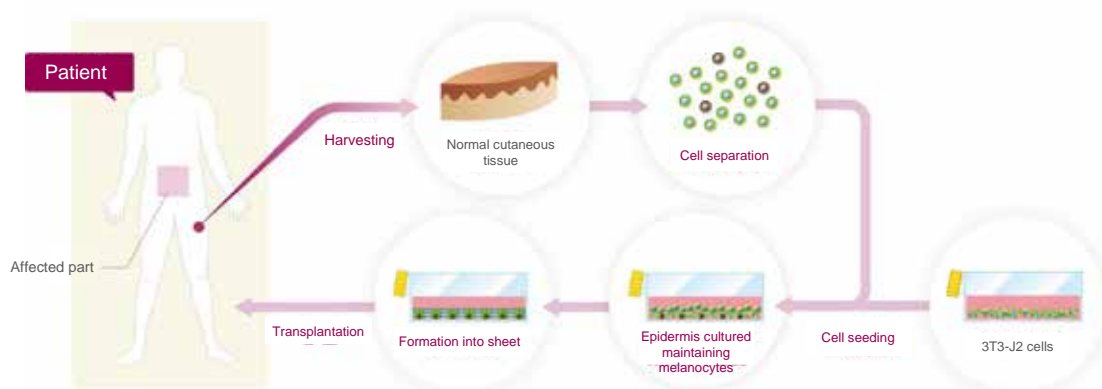 Patient
Harvesting
Normal cutaneous
tissue
Cell separation
Affected part
Transplantation
Formation into sheet
Epidermis cultured
maintaining
melanocytes
Cell seeding
3T3-J2 cells